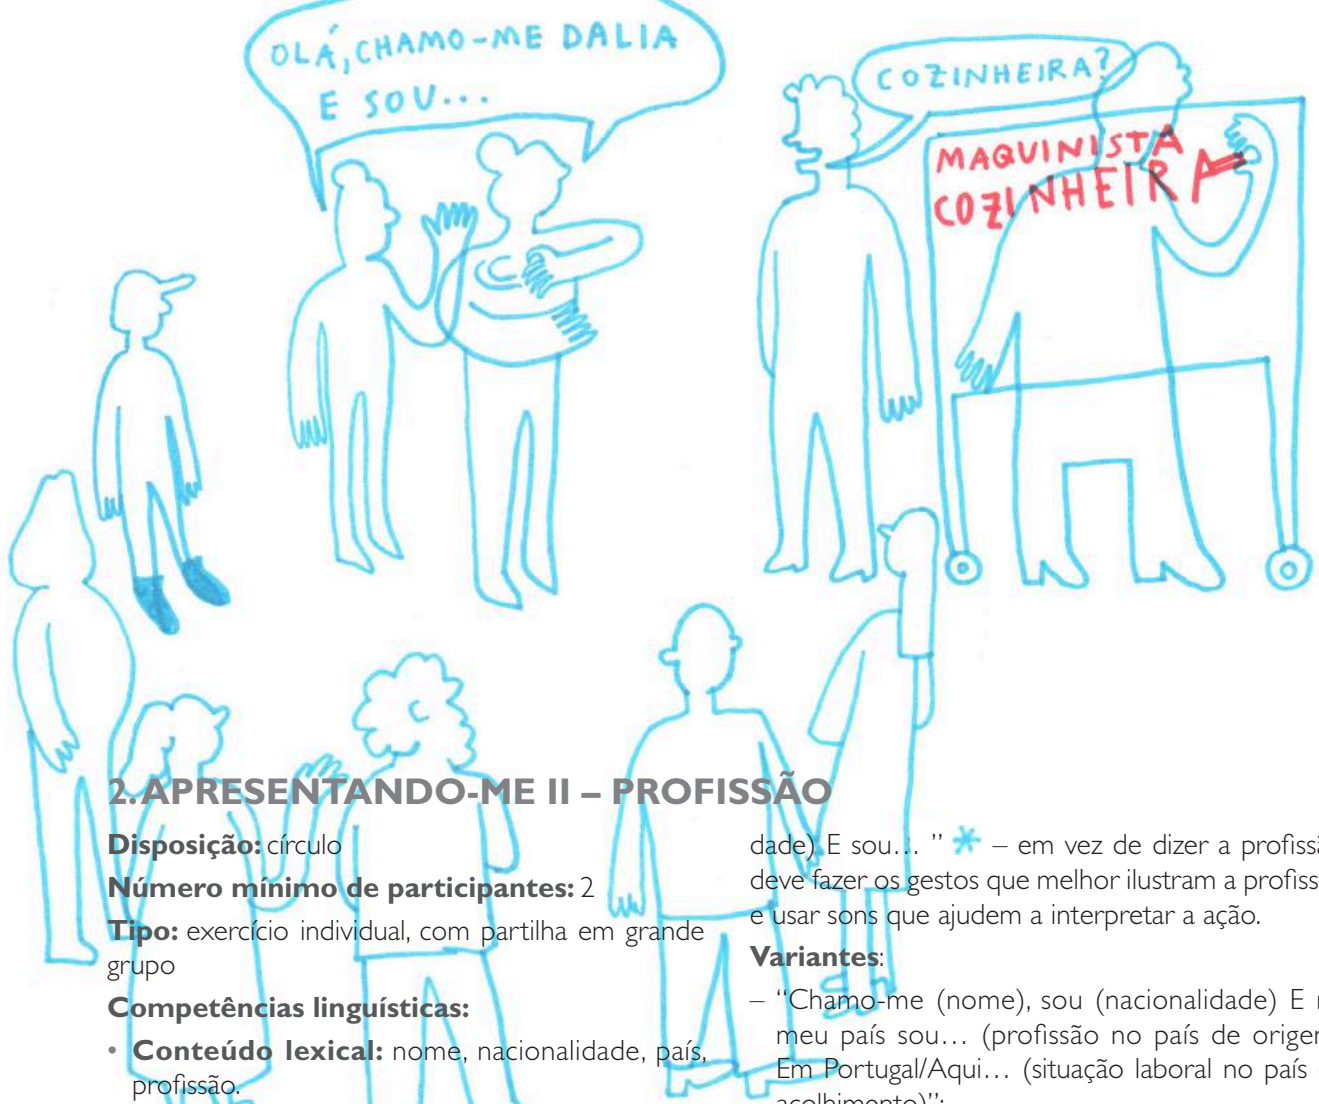 OLÁ, CHAMO-ME DALIA
E SOU...
COZINHEIRA?
MAQUINISTA
COZINHEIRA
2. APRESENTANDO-ME II – PROFISSÃO
Disposição: círculo
Número mínimo de participantes: 2
Tipo: exercício individual, com partilha em grande
grupo
Competências linguísticas:
• Conteúdo lexical: nome, nacionalidade, país,
profissão.
dade) E sou… ” * – em vez de dizer a profiss
deve fazer os gestos que melhor ilustram a profiss
e usar sons que ajudem a interpretar a ação.
Variantes:
– “Chamo-me (nome), sou (nacionalidade) E
meu país sou… (profissão no país de orige
Em Portugal/Aqui… (situação laboral no país
acolhimento)”;